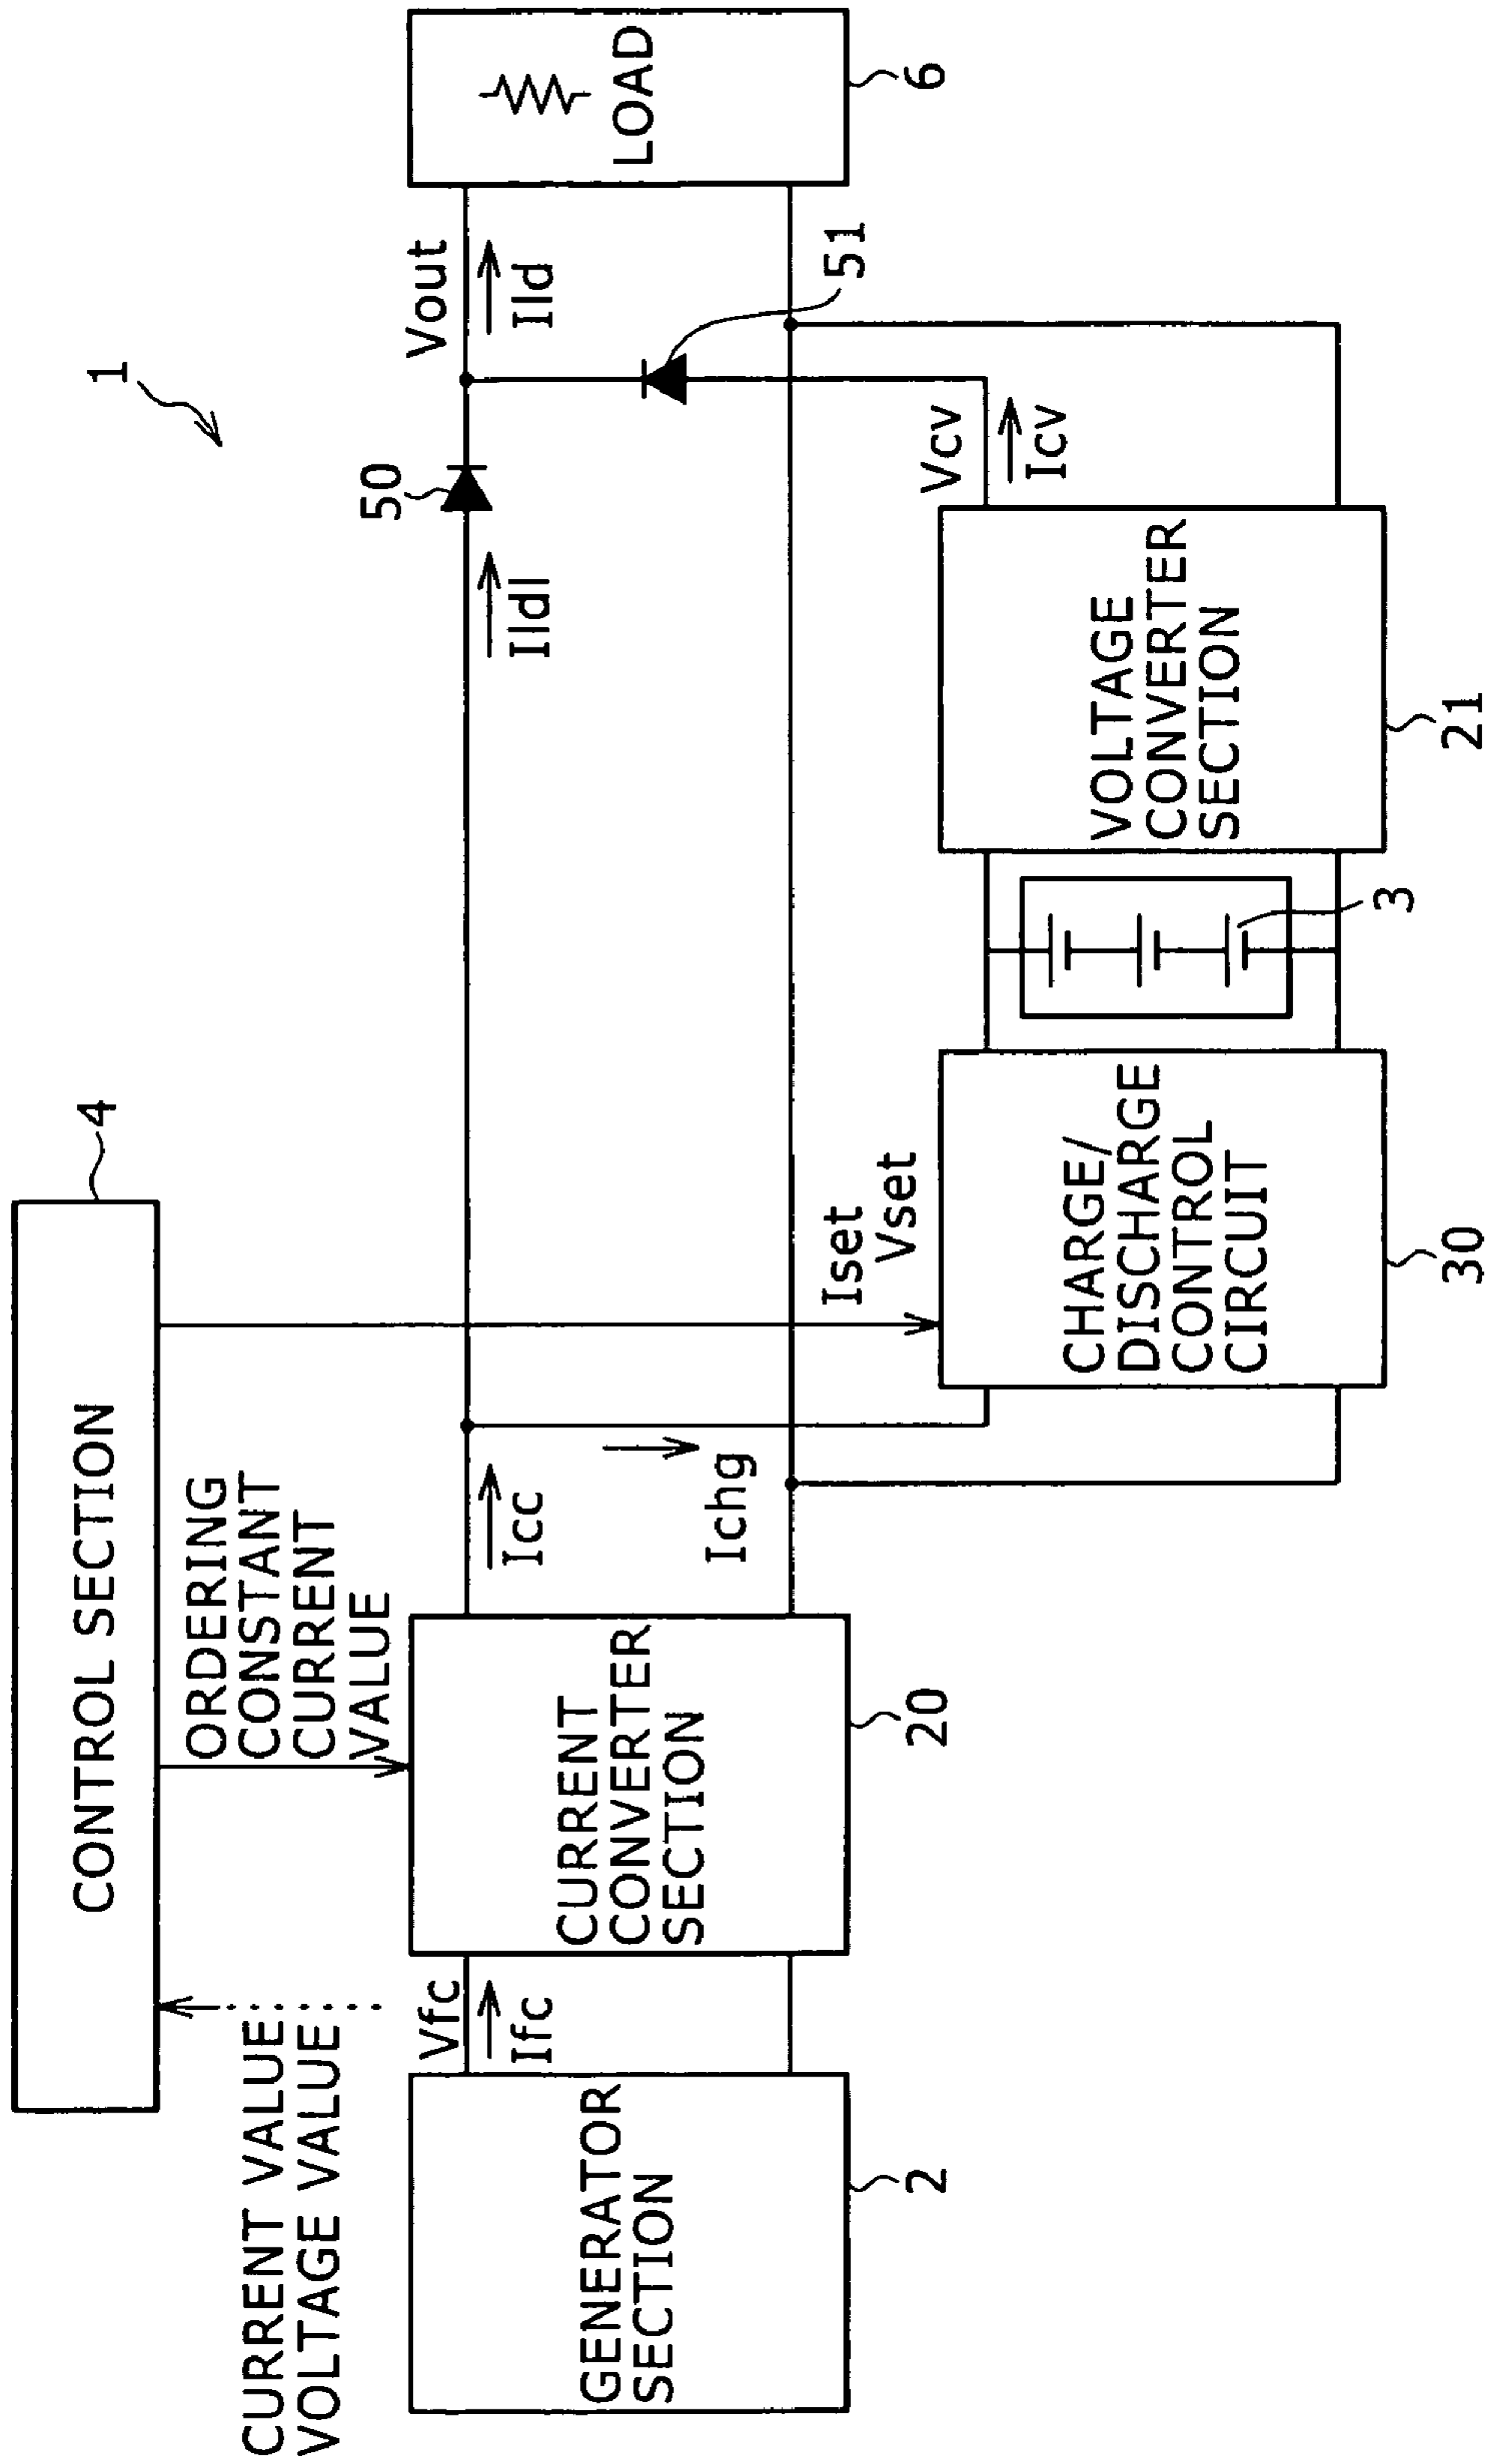 1
CONTROL SECTION
4
CURRENT VALUE
VOLTAGE VALUE
ORDERING
CONSTANT
CURRENT
VALUE
GENERATOR
SECTION
2
Vfc
Ifc
CURRENT
CONVERTER
SECTION
20
Icc
Ichg
Iset
Vset
CHARGE/
DISCHARGE
CONTROL
CIRCUIT
30
3
VOLTAGE
CONVERTER
SECTION
21
Vcv
Icv
Ildl
50
51
Vout
Ild
LOAD
6